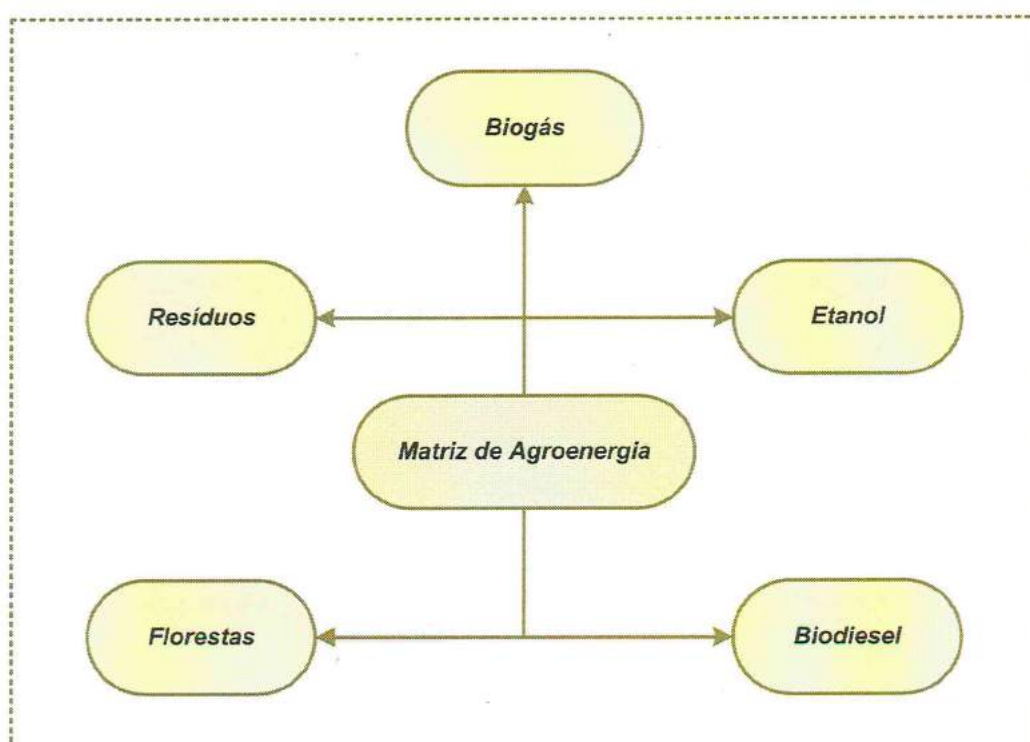 Biogás
Resíduos
Etanol
Matriz de Agroenergia
Florestas
Biodiesel